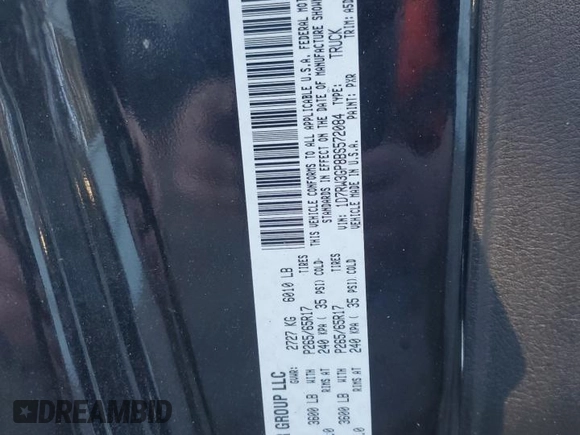 R GROUP LLC
GVWR: 2727 KG 6010 LB
3600 LB WITH P265/65R17 TIRES
RIMS AT 240 KPA ( 35 PSI) COLD
3600 LB WITH P265/65R17 TIRES
RIMS AT 240 KPA ( 35 PSI) COLD
THIS VEHICLE CONFORMS TO ALL APPLICABLE U.S.A. FEDERAL MOTOR
STANDARDS IN EFFECT ON THE DATE OF MANUFACTURE SHOWN
VIN: 1D7RW3GP8BS572084 TYPE: TRUCK
VEHICLE MADE IN U.S.A. PAINT: PXR TRIM: A5D
DREAMBID